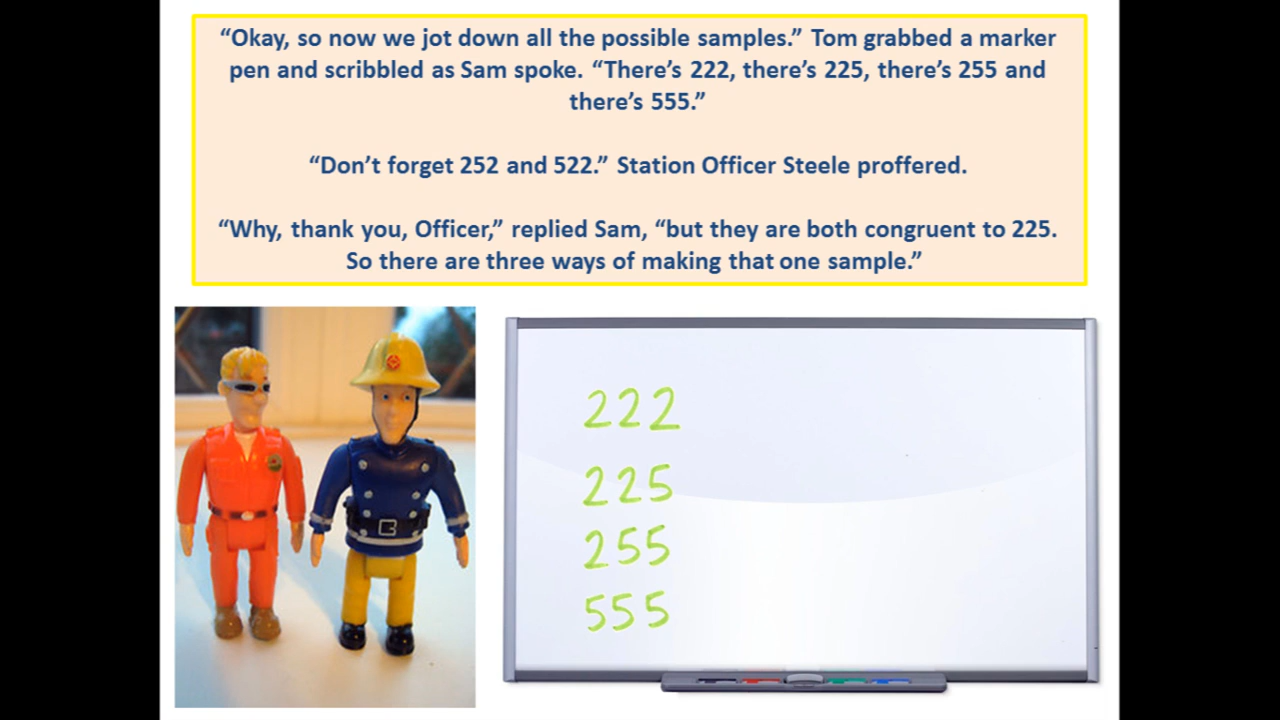 “Okay, so now we jot down all the possible samples.” Tom grabbed a marker
pen and scribbled as Sam spoke. “There’s 222, there’s 225, there’s 255 and
there’s 555.”
“Don’t forget 252 and 522.” Station Officer Steele proffered.
“Why, thank you, Officer,” replied Sam, “but they are both congruent to 225.
So there are three ways of making that one sample.”
222
225
255
555